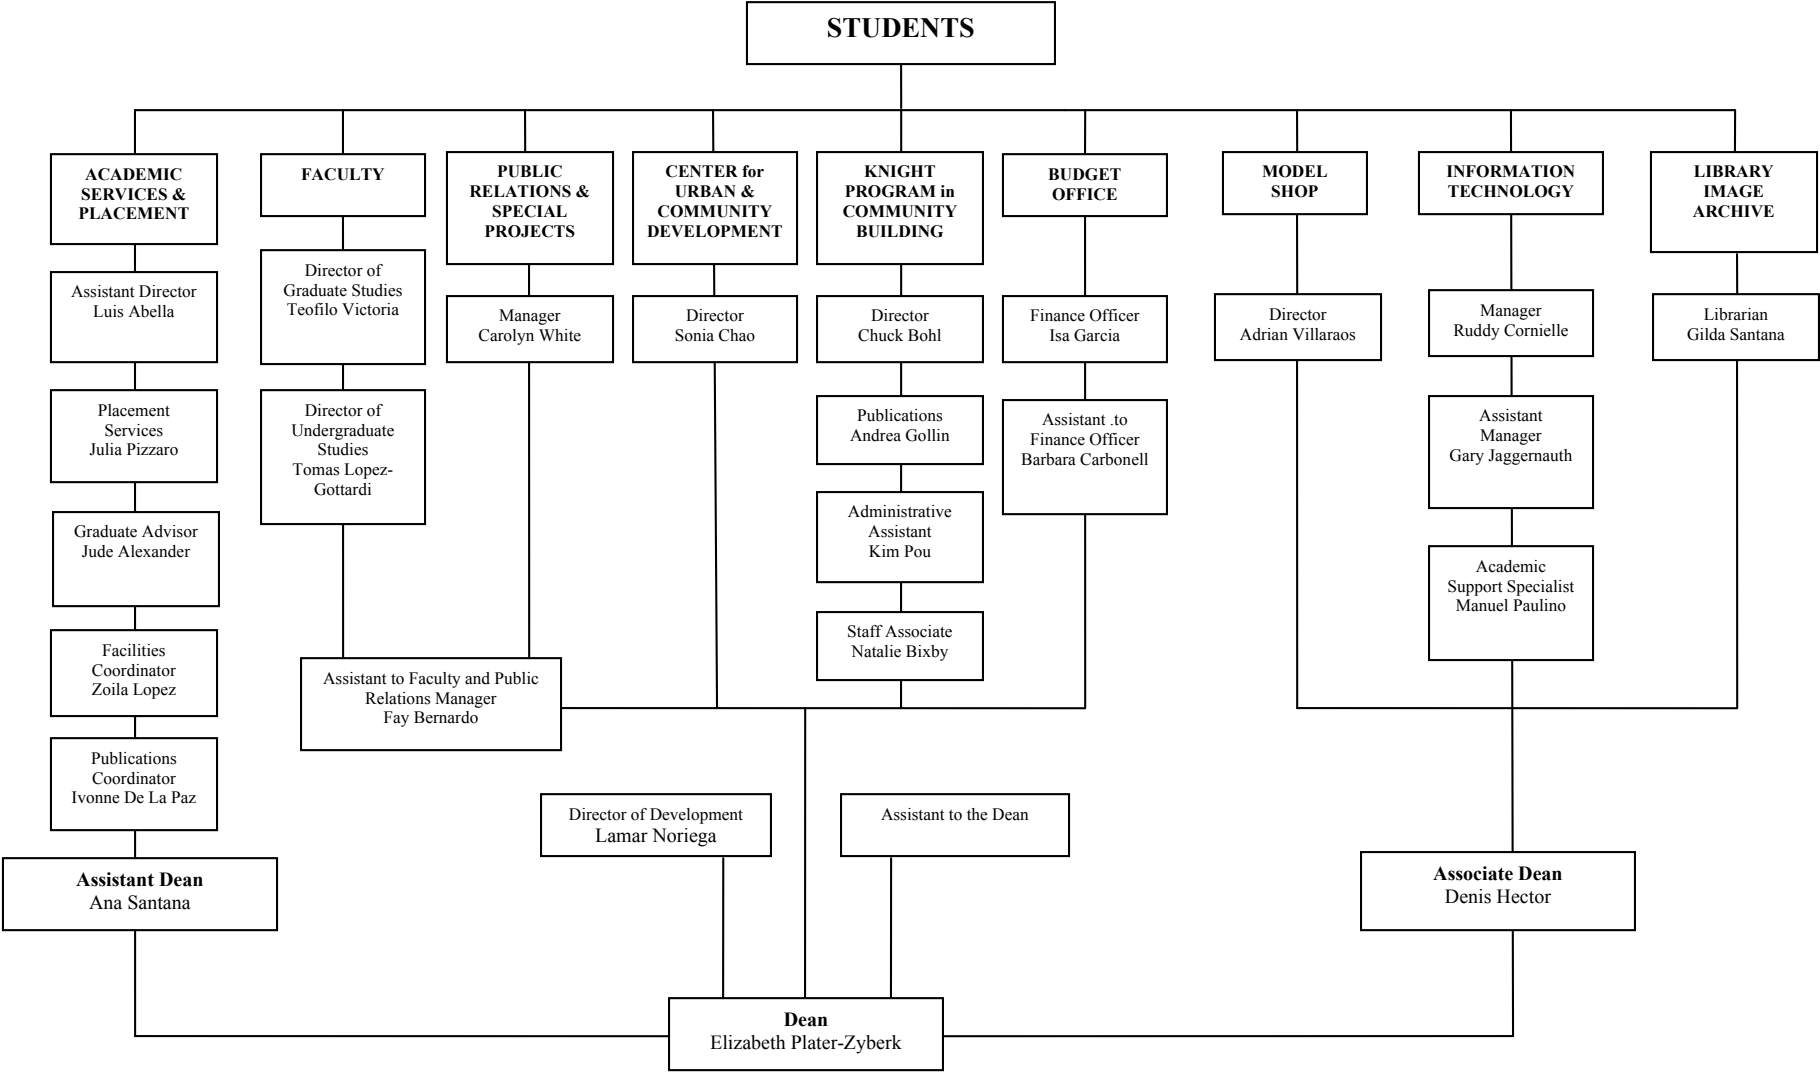 STUDENTS
ACADEMIC
SERVICES &
PLACEMENT
FACULTY
PUBLIC
RELATIONS &
SPECIAL
PROJECTS
CENTER for
URBAN &
COMMUNITY
DEVELOPMENT
KNIGHT
PROGRAM in
COMMUNITY
BUILDING
BUDGET
OFFICE
MODEL
SHOP
INFORMATION
TECHNOLOGY
LIBRARY
IMAGE
ARCHIVE
Assistant Director
Luis Abella
Director of
Graduate Studies
Teofilo Victoria
Manager
Carolyn White
Director
Sonia Chao
Director
Chuck Bohl
Finance Officer
Isa Garcia
Director
Adrian Villaraos
Manager
Ruddy Cornielle
Librarian
Gilda Santana
Placement
Services
Julia Pizzaro
Director of
Undergraduate
Studies
Tomas Lopez-
Gottardi
Publications
Andrea Gollin
Assistant .to
Finance Officer
Barbara Carbonell
Assistant
Manager
Gary Jaggernauth
Graduate Advisor
Jude Alexander
Administrative
Assistant
Kim Pou
Academic
Support Specialist
Manuel Paulino
Facilities
Coordinator
Zoila Lopez
Staff Associate
Natalie Bixby
Assistant to Faculty and Public
Relations Manager
Fay Bernardo
Publications
Coordinator
Ivonne De La Paz
Director of Development
Lamar Noriega
Assistant to the Dean
Assistant Dean
Ana Santana
Associate Dean
Denis Hector
Dean
Elizabeth Plater-Zyberk